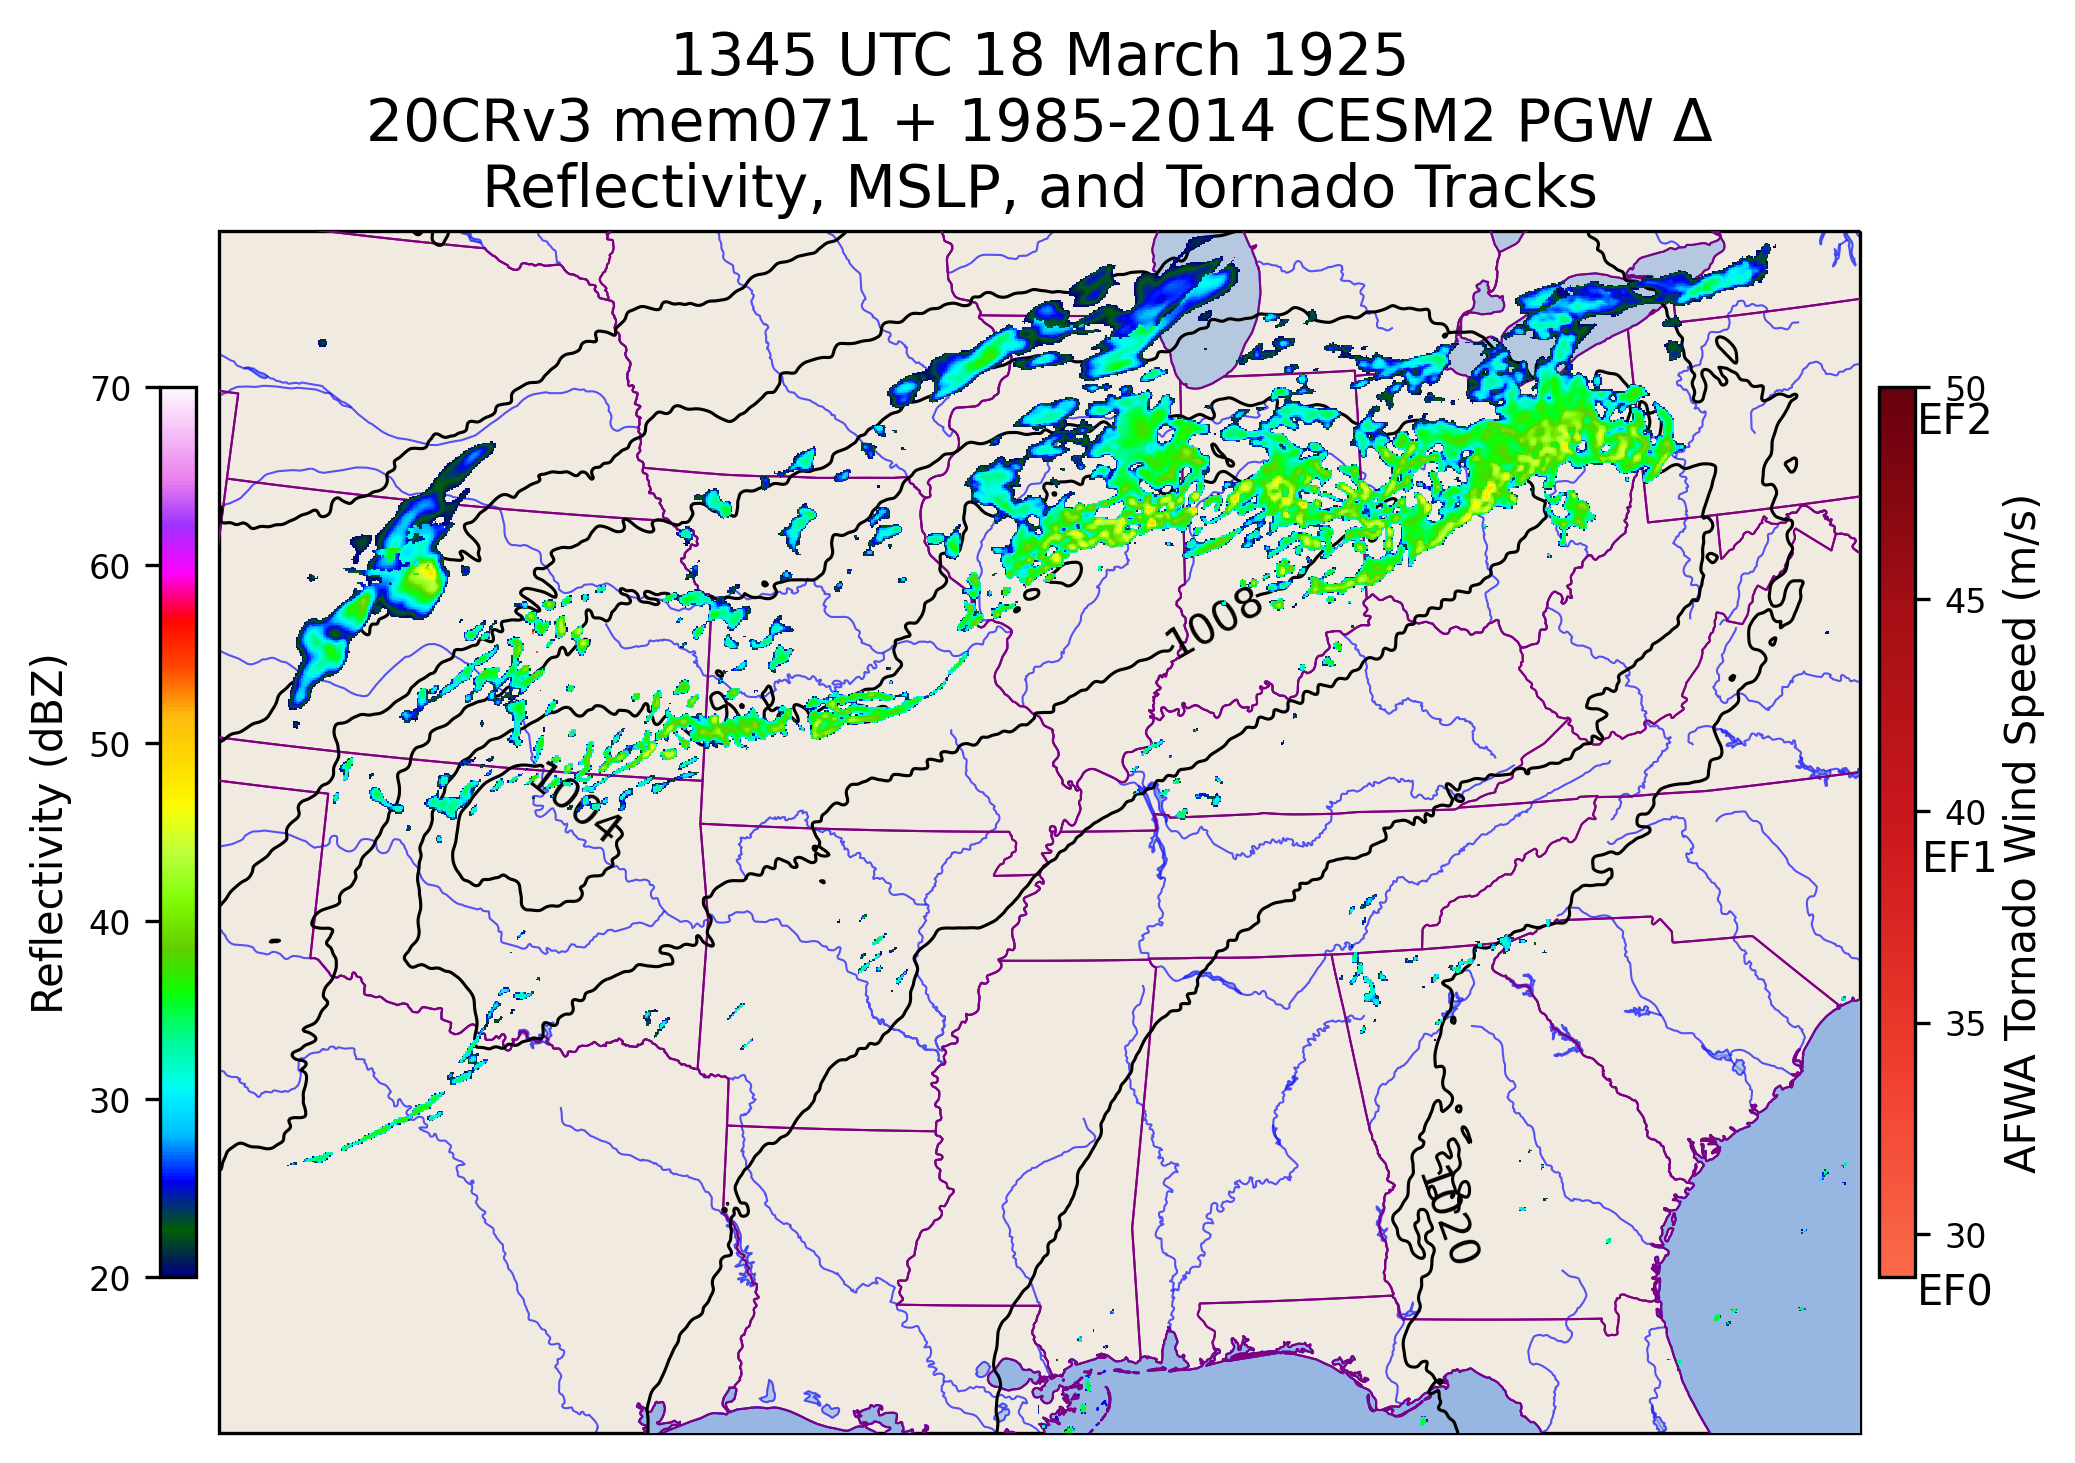 1345 UTC 18 March 1925
20CRv3 mem071 + 1985-2014 CESM2 PGW Δ
Reflectivity, MSLP, and Tornado Tracks
Reflectivity (dBZ)
70
60
50
40
30
20
1008
1004
1020
50
EF2
45
40
EF1
35
30
EF0
AFWA Tornado Wind Speed (m/s)